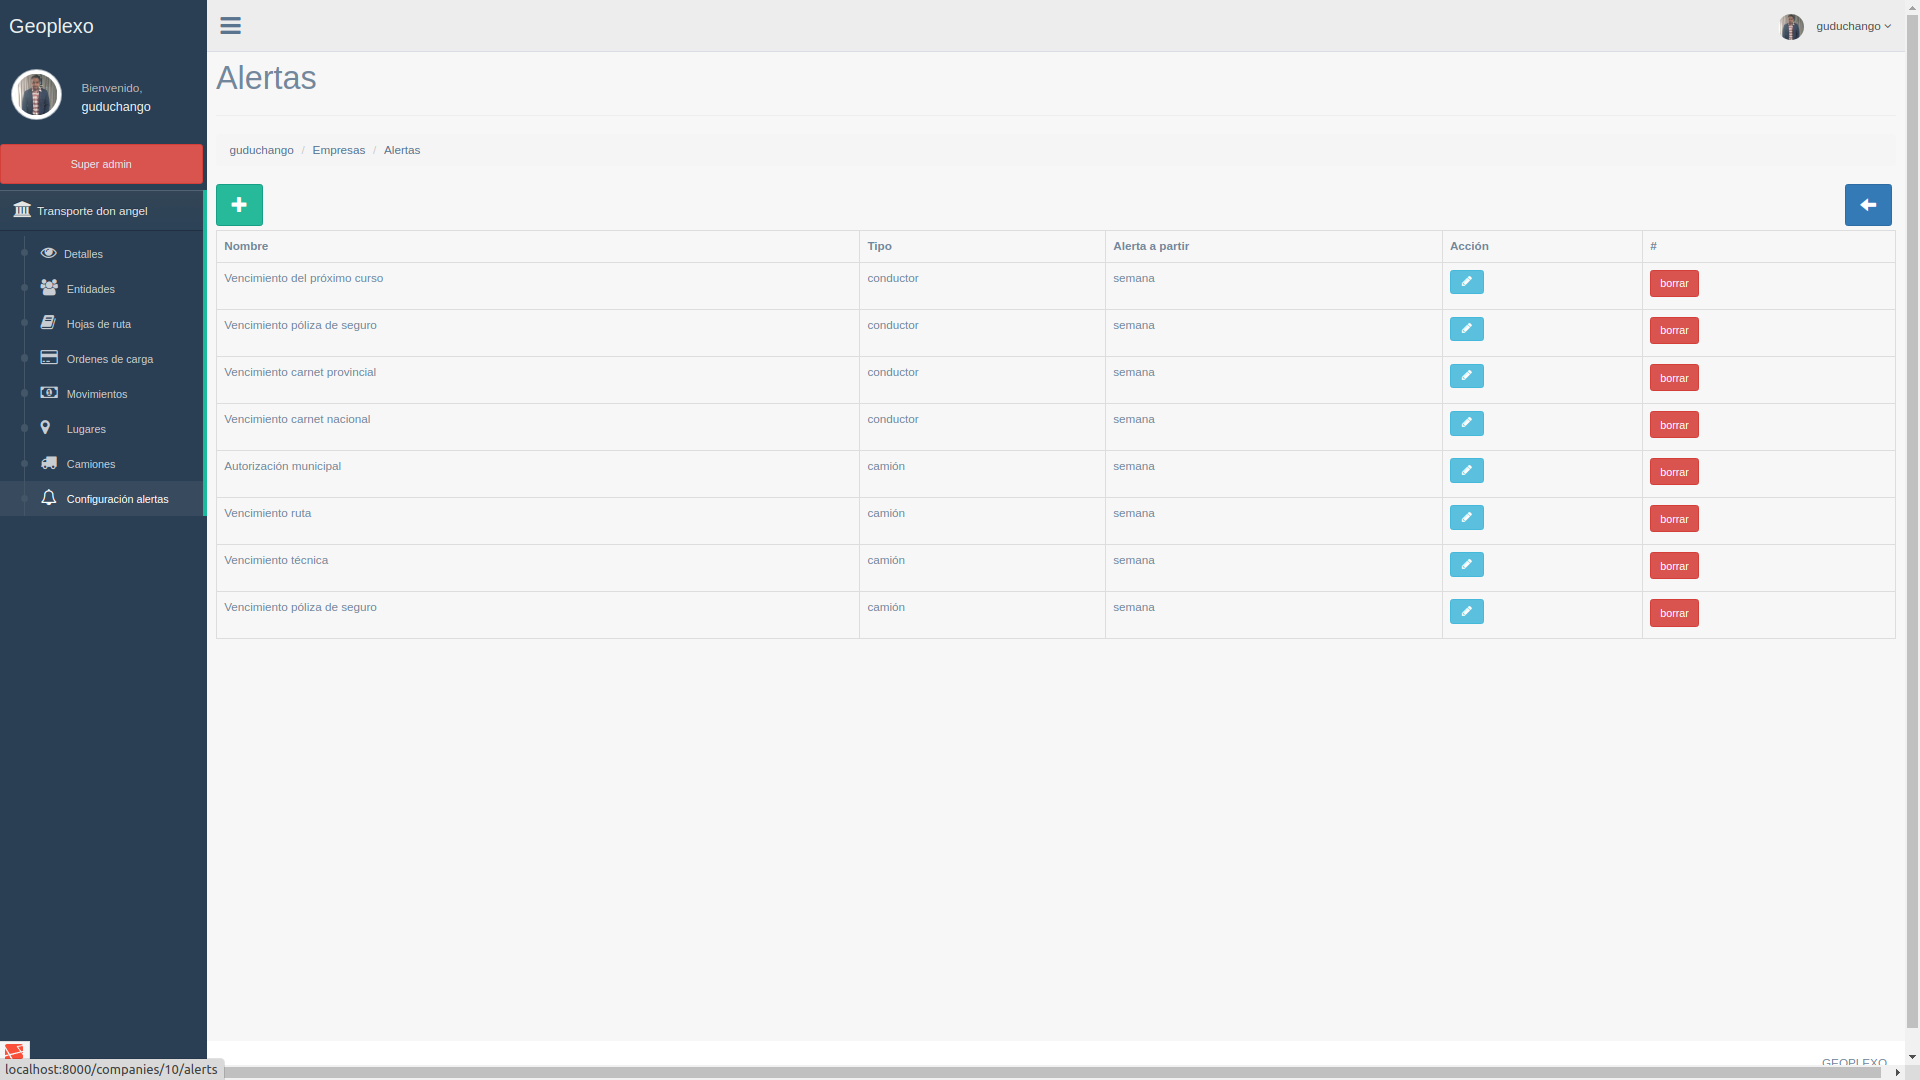 Geoplexo
guduchango
Bienvenido,
guduchango
Super admin
Transporte don angel
Detalles
Entidades
Hojas de ruta
Ordenes de carga
Movimientos
Lugares
Camiones
Configuración alertas
Alertas
guduchango / Empresas / Alertas
Nombre Tipo Alerta a partir Acción #
Vencimiento del próximo curso conductor semana borrar
Vencimiento póliza de seguro conductor semana borrar
Vencimiento carnet provincial conductor semana borrar
Vencimiento carnet nacional conductor semana borrar
Autorización municipal camión semana borrar
Vencimiento ruta camión semana borrar
Vencimiento técnica camión semana borrar
Vencimiento póliza de seguro camión semana borrar
GEOPLEXO
localhost:8000/companies/10/alerts